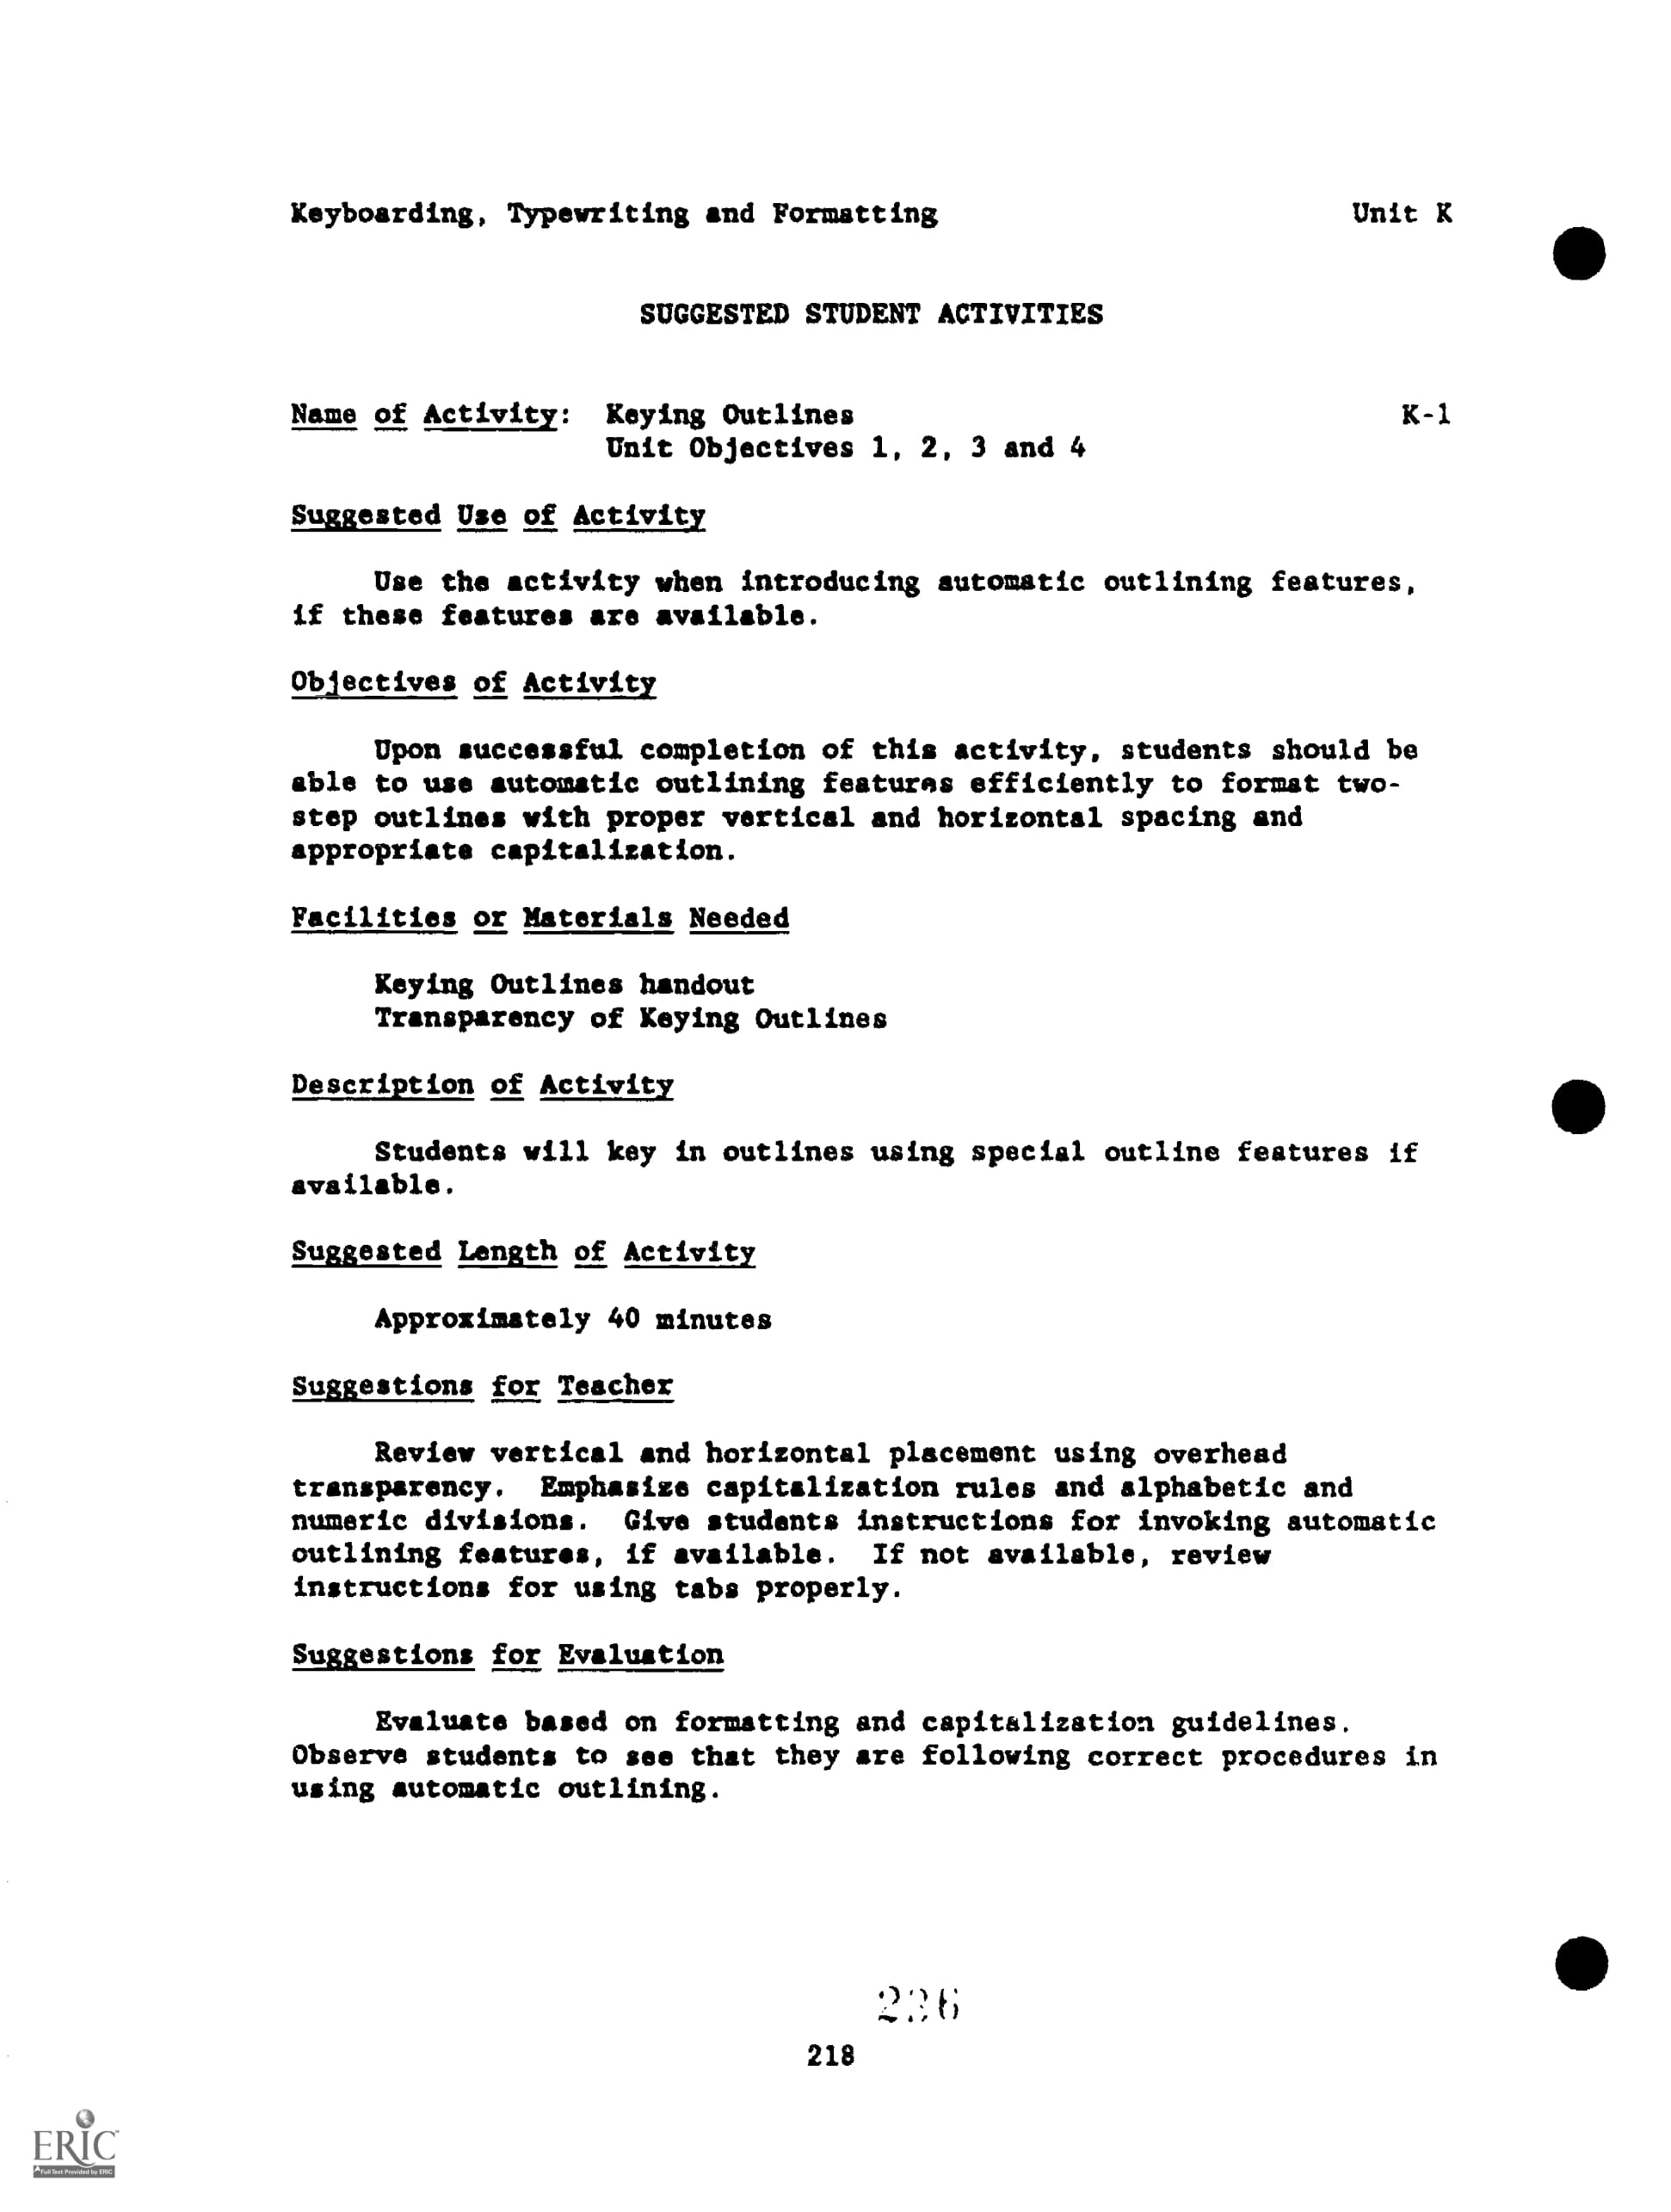 Keyboarding, Typewriting and Formatting Unit K
SUGGESTED STUDENT ACTIVITIES
Name of Activity: Keying Outlines K-1
Unit Objectives 1, 2, 3 and 4
Suggested Use of Activity
Use the activity when introducing automatic outlining features,
if these features are available.
Objectives of Activity
Upon successful completion of this activity, students should be
able to use automatic outlining features efficiently to format two-
step outlines with proper vertical and horizontal spacing and
appropriate capitalization.
Facilities or Materials Needed
Keying Outlines handout
Transparency of Keying Outlines
Description of Activity
Students will key in outlines using special outline features if
available.
Suggested Length of Activity
Approximately 40 minutes
Suggestions for Teacher
Review vertical and horizontal placement using overhead
transparency. Emphasize capitalization rules and alphabetic and
numeric divisions. Give students instructions for invoking automatic
outlining features, if available. If not available, review
instructions for using tabs properly.
Suggestions for Evaluation
Evaluate based on formatting and capitalization guidelines.
Observe students to see that they are following correct procedures in
using automatic outlining.
236
218
ERIC
Full Text Provided by ERIC